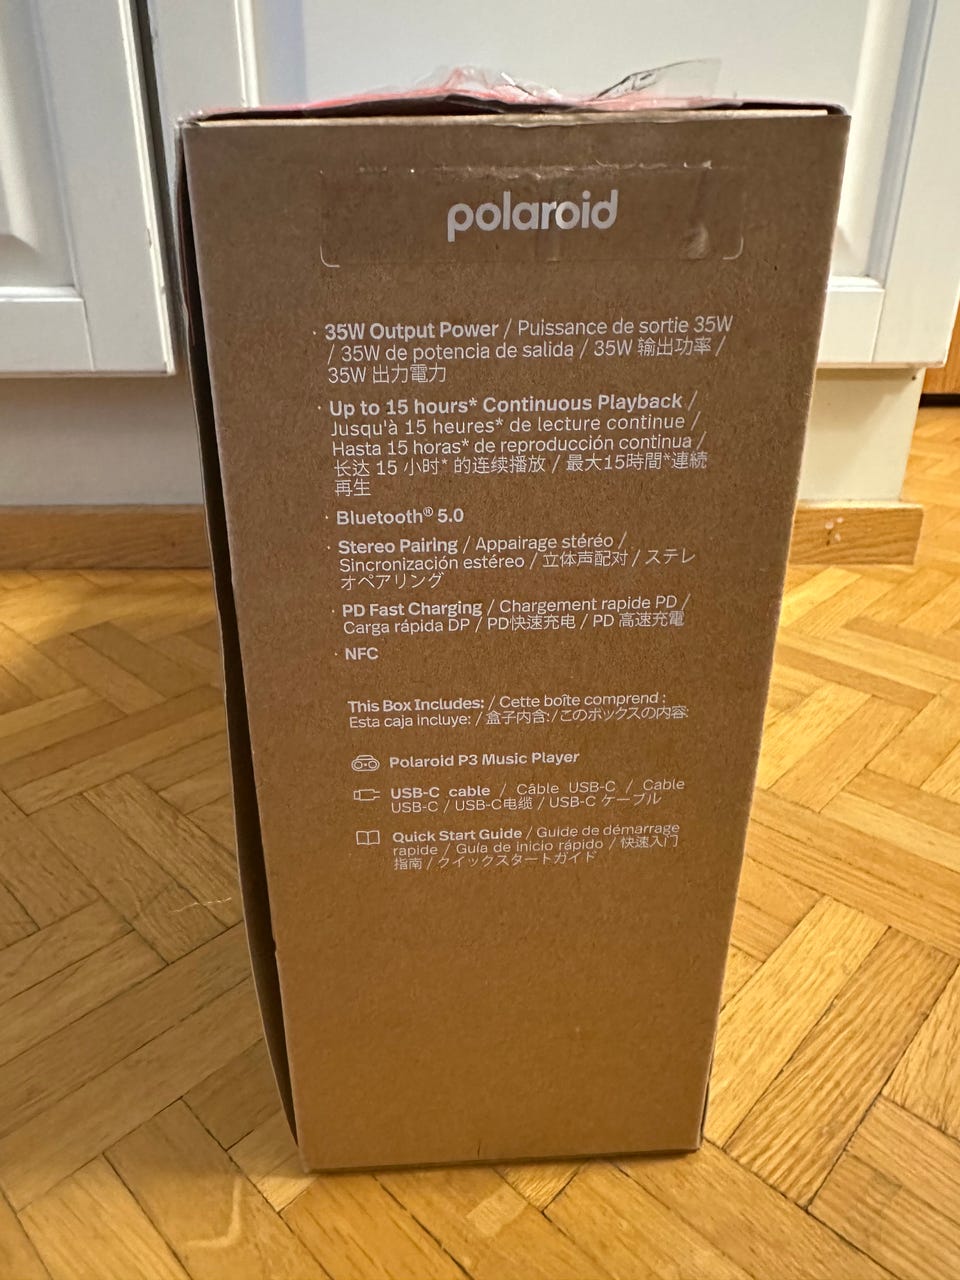 polaroid
· 35W Output Power / Puissance de sortie 35W
/ 35W de potencia de salida / 35W 输出功率 /
35W 出力電力
· Up to 15 hours* Continuous Playback /
Jusqu'à 15 heures* de lecture continue /
Hasta 15 horas* de reproducción continua /
长达 15 小时* 的连续播放 / 最大15時間*連続
再生
· Bluetooth® 5.0
· Stereo Pairing / Appairage stéréo /
Sincronización estéreo / 立体声配对 / ステレ
オペアリング
· PD Fast Charging / Chargement rapide PD /
Carga rápida DP / PD快速充电 / PD 高速充電
· NFC
This Box Includes: / Cette boîte comprend :
Esta caja incluye: / 盒子内含: / このボックスの内容:
Polaroid P3 Music Player
USB-C cable / Câble USB-C / Cable
USB-C / USB-C电缆 / USB-C ケーブル
Quick Start Guide / Guide de démarrage
rapide / Guía de inicio rápido / 快速入门
指南 / クイックスタートガイド